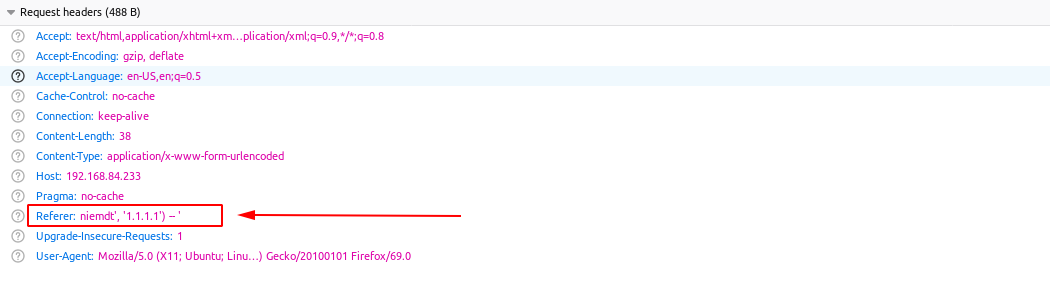 Request headers (488 B)
Accept: text/html,application/xhtml+xm…plication/xml;q=0.9,*/*;q=0.8
Accept-Encoding: gzip, deflate
Accept-Language: en-US,en;q=0.5
Cache-Control: no-cache
Connection: keep-alive
Content-Length: 38
Content-Type: application/x-www-form-urlencoded
Host: 192.168.84.233
Pragma: no-cache
Referer: niemdt', '1.1.1.1') -- '
Upgrade-Insecure-Requests: 1
User-Agent: Mozilla/5.0 (X11; Ubuntu; Linu…) Gecko/20100101 Firefox/69.0